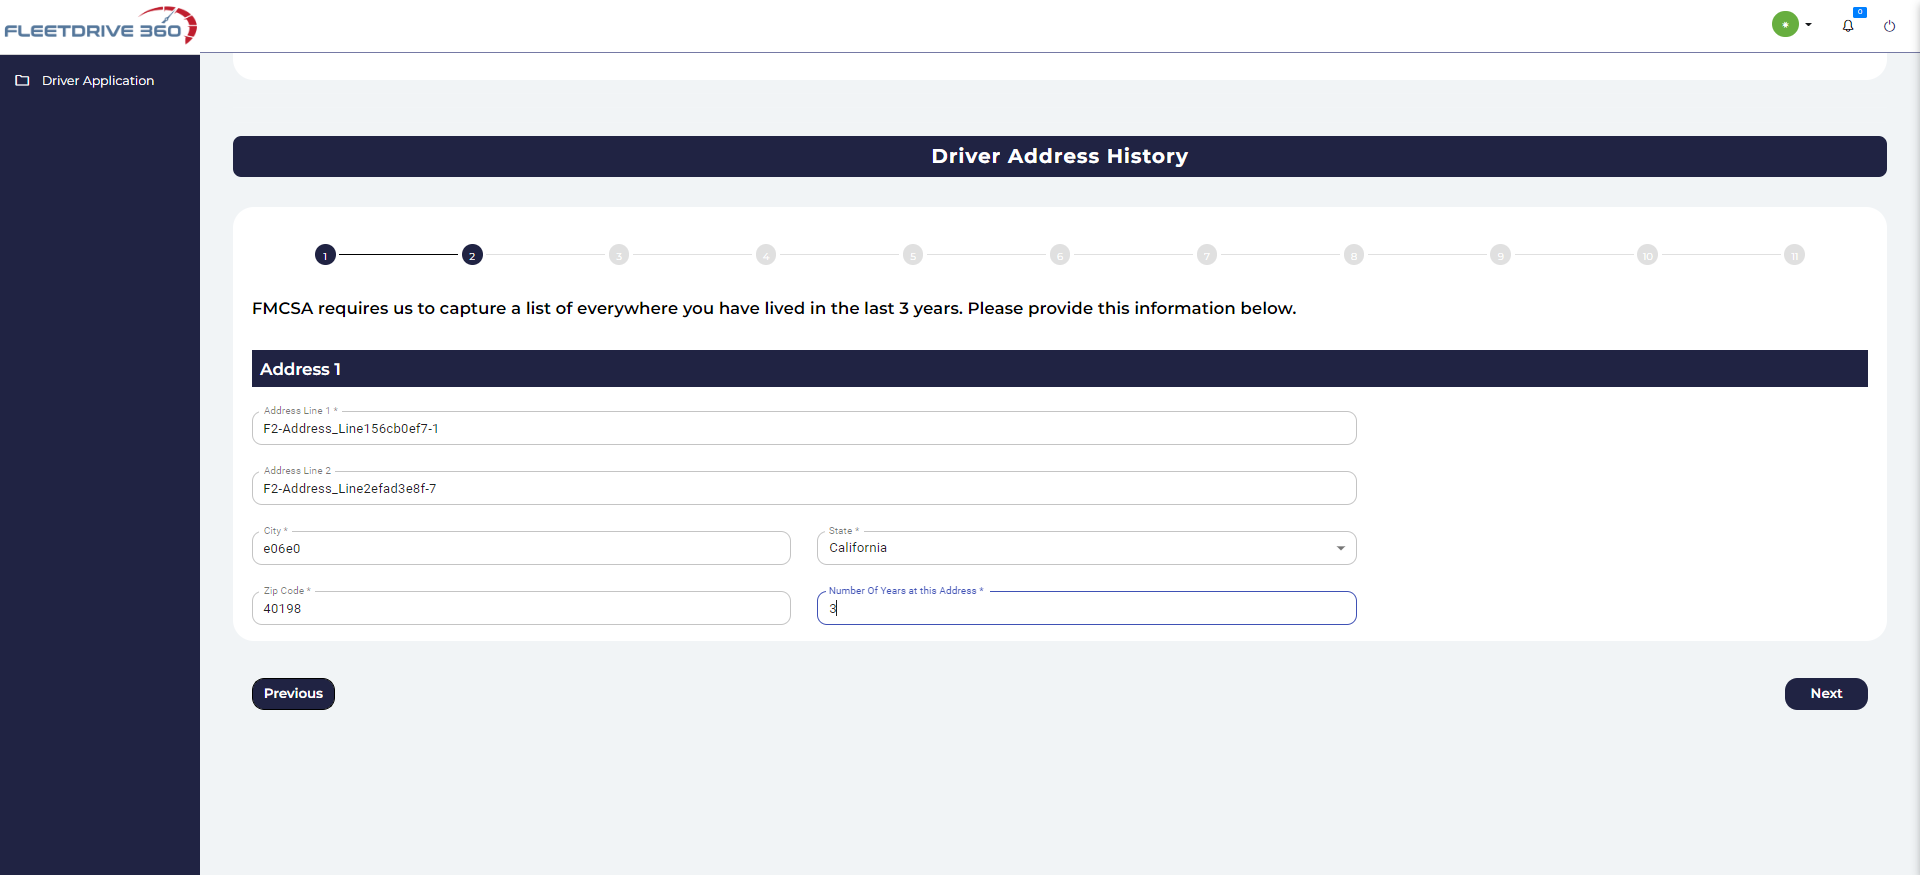 FLEETDRIVE 360
0
Driver Application
Driver Address History
1 2 3 4 5 6 7 8 9 10 11
FMCSA requires us to capture a list of everywhere you have lived in the last 3 years. Please provide this information below.
Address 1
Address Line 1 *
F2-Address_Line156cb0ef7-1
Address Line 2
F2-Address_Line2efad3e8f-7
City *
e06e0
State *
California
Zip Code *
40198
Number Of Years at this Address *
3
Previous
Next